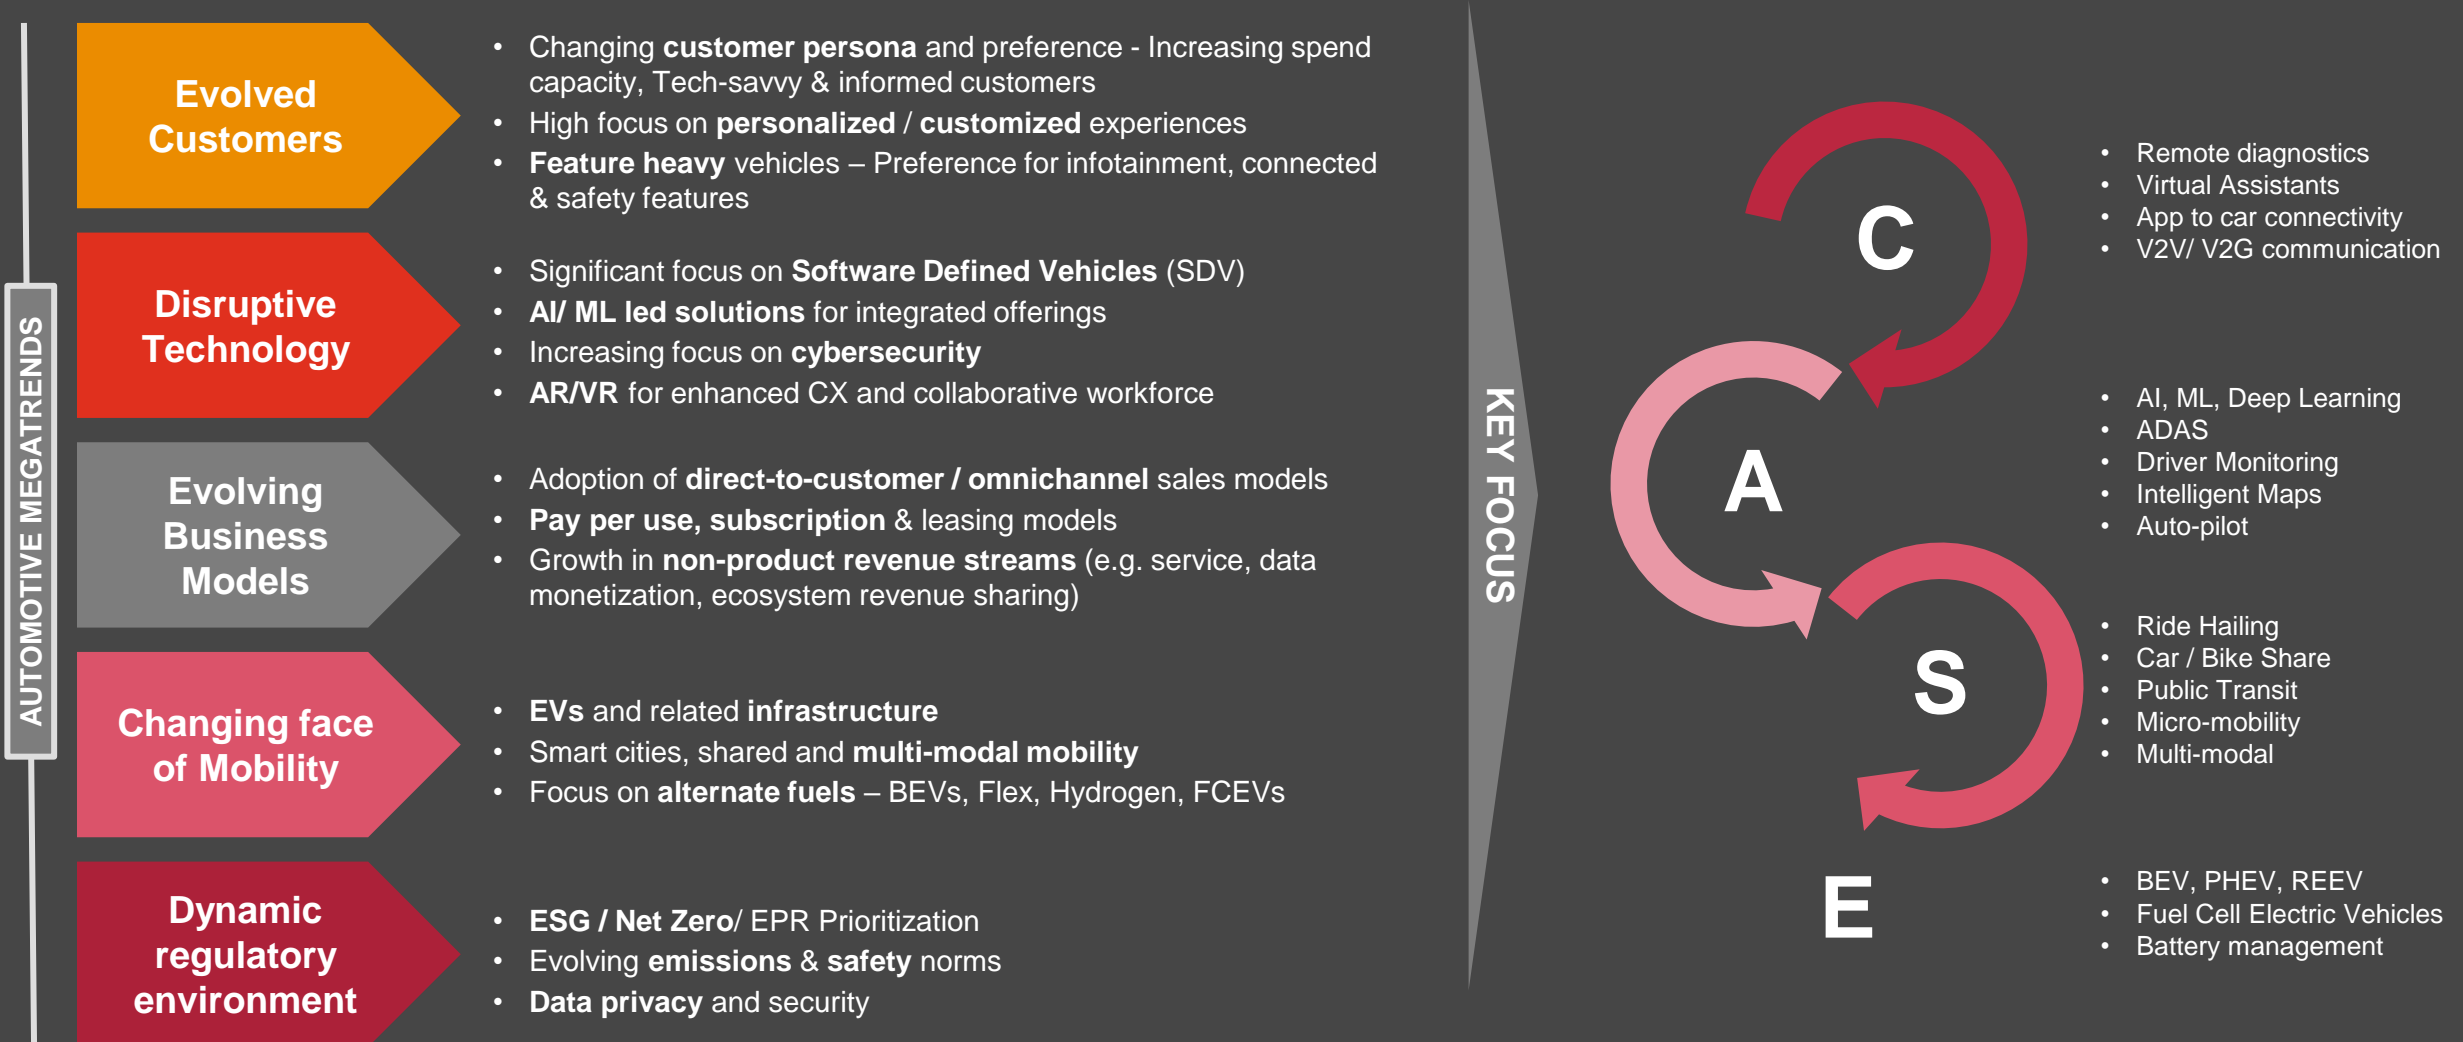 AUTOMOTIVE MEGATRENDS
Evolved
Customers
• Changing customer persona and preference - Increasing spend
capacity, Tech-savvy & informed customers
• High focus on personalized / customized experiences
• Feature heavy vehicles – Preference for infotainment, connected
& safety features
Disruptive
Technology
• Significant focus on Software Defined Vehicles (SDV)
• AI/ ML led solutions for integrated offerings
• Increasing focus on cybersecurity
• AR/VR for enhanced CX and collaborative workforce
Evolving
Business
Models
• Adoption of direct-to-customer / omnichannel sales models
• Pay per use, subscription & leasing models
• Growth in non-product revenue streams (e.g. service, data
monetization, ecosystem revenue sharing)
Changing face
of Mobility
• EVs and related infrastructure
• Smart cities, shared and multi-modal mobility
• Focus on alternate fuels – BEVs, Flex, Hydrogen, FCEVs
Dynamic
regulatory
environment
• ESG / Net Zero/ EPR Prioritization
• Evolving emissions & safety norms
• Data privacy and security
KEY FOCUS
C
• Remote diagnostics
• Virtual Assistants
• App to car connectivity
• V2V/ V2G communication
A
• AI, ML, Deep Learning
• ADAS
• Driver Monitoring
• Intelligent Maps
• Auto-pilot
S
• Ride Hailing
• Car / Bike Share
• Public Transit
• Micro-mobility
• Multi-modal
E
• BEV, PHEV, REEV
• Fuel Cell Electric Vehicles
• Battery management